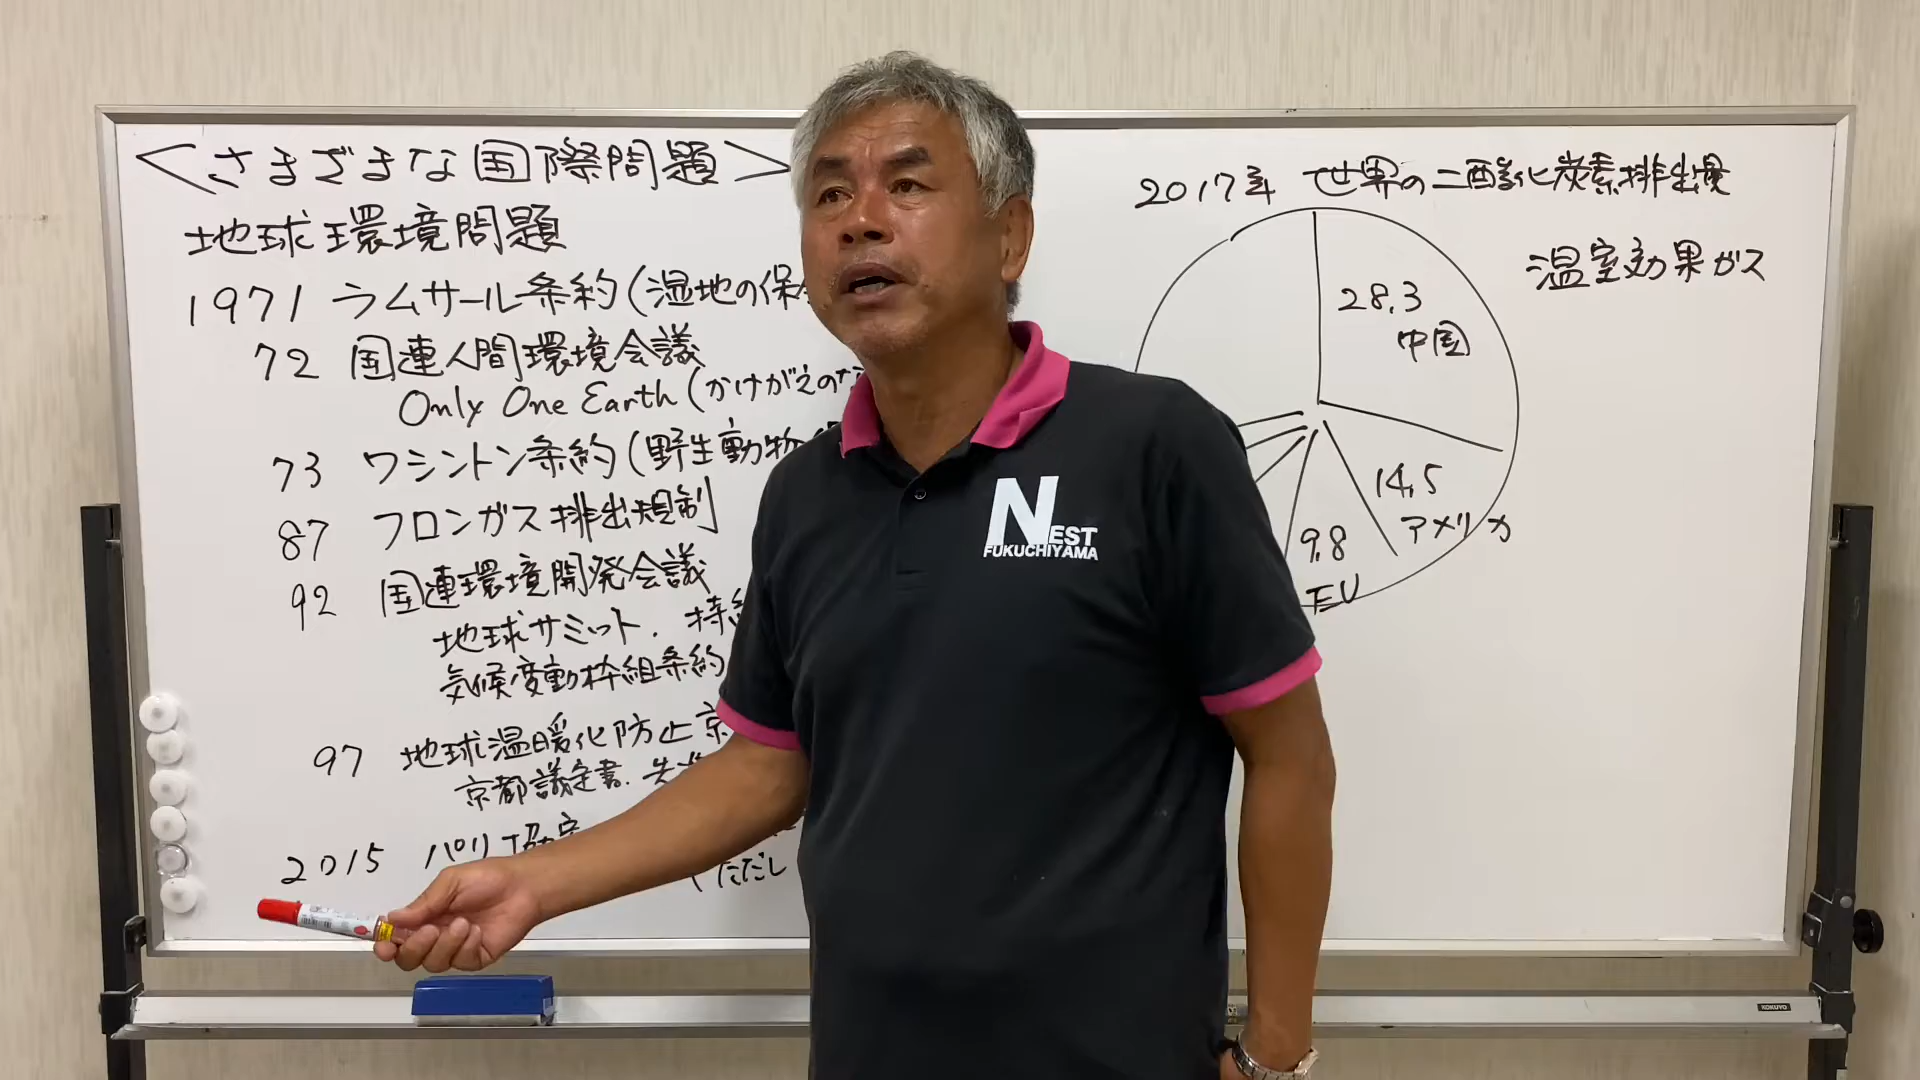 <さまざまな国際問題>
地球環境問題
1971 ラムサール条約(湿地の保
72 国連人間環境会議
Only One Earth (かけがえのな
73 ワシントン条約(野生動物
87 フロンガス排出規制
92 国連環境開発会議
地球サミット. 持続
気候変動枠組条約
97 地球温暖化防止京
京都議定書. 先進
2015 パリ協定
(ただし
2017年 世界の二酸化炭素排出量
温室効果ガス
28.3
中国
14.5
アメリカ
9.8
EU
NEST
FUKUCHIYAMA
KOKUYO